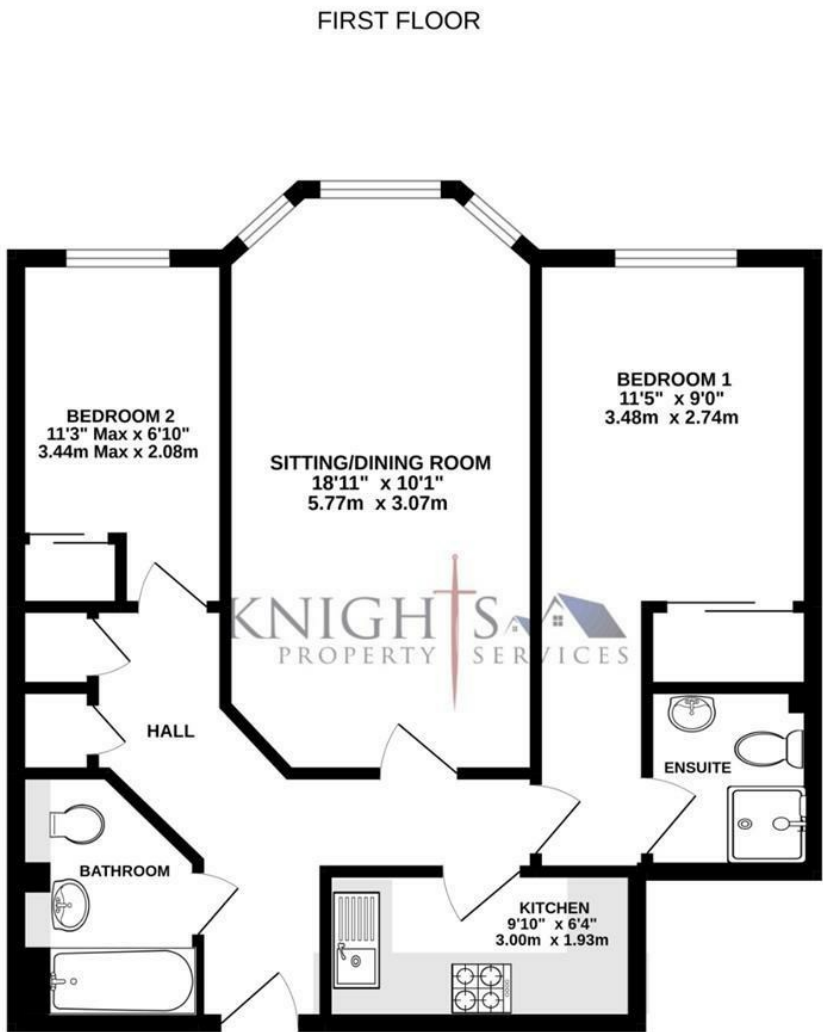 FIRST FLOOR
BEDROOM 2
11'3" Max x 6'10"
3.44m Max x 2.08m
SITTING/DINING ROOM
18'11" x 10'1"
5.77m x 3.07m
BEDROOM 1
11'5" x 9'0"
3.48m x 2.74m
KNIGHTS
PROPERTY SERVICES
HALL
ENSUITE
BATHROOM
KITCHEN
9'10" x 6'4"
3.00m x 1.93m